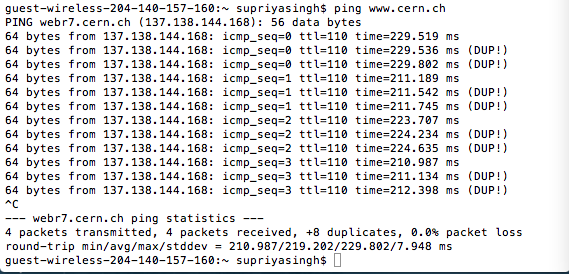 guest-wireless-204-140-157-160:~ supriyasingh$ ping www.cern.ch
PING webr7.cern.ch (137.138.144.168): 56 data bytes
64 bytes from 137.138.144.168: icmp_seq=0 ttl=110 time=229.519 ms
64 bytes from 137.138.144.168: icmp_seq=0 ttl=110 time=229.536 ms (DUP!)
64 bytes from 137.138.144.168: icmp_seq=0 ttl=110 time=229.802 ms (DUP!)
64 bytes from 137.138.144.168: icmp_seq=1 ttl=110 time=211.189 ms
64 bytes from 137.138.144.168: icmp_seq=1 ttl=110 time=211.542 ms (DUP!)
64 bytes from 137.138.144.168: icmp_seq=1 ttl=110 time=211.745 ms (DUP!)
64 bytes from 137.138.144.168: icmp_seq=2 ttl=110 time=223.707 ms
64 bytes from 137.138.144.168: icmp_seq=2 ttl=110 time=224.234 ms (DUP!)
64 bytes from 137.138.144.168: icmp_seq=2 ttl=110 time=224.635 ms (DUP!)
64 bytes from 137.138.144.168: icmp_seq=3 ttl=110 time=210.987 ms
64 bytes from 137.138.144.168: icmp_seq=3 ttl=110 time=211.134 ms (DUP!)
64 bytes from 137.138.144.168: icmp_seq=3 ttl=110 time=212.398 ms (DUP!)
^C
--- webr7.cern.ch ping statistics ---
4 packets transmitted, 4 packets received, +8 duplicates, 0.0% packet loss
round-trip min/avg/max/stddev = 210.987/219.202/229.802/7.948 ms
guest-wireless-204-140-157-160:~ supriyasingh$